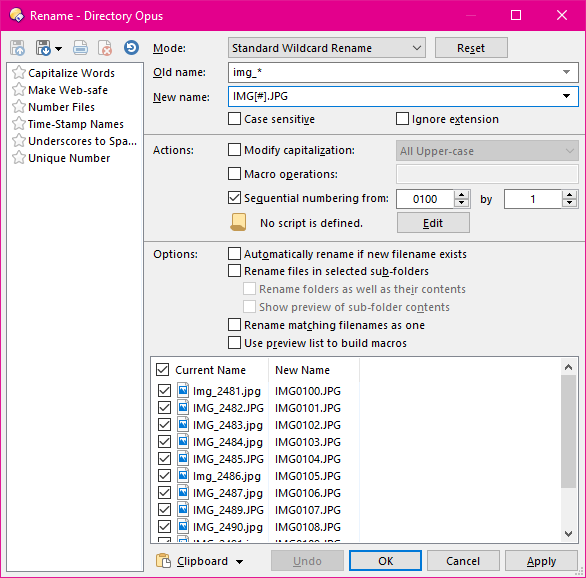 Rename - Directory Opus
Mode: Standard Wildcard Rename Reset
Old name: img_*
New name: IMG[#].JPG
Case sensitive Ignore extension
Capitalize Words
Make Web-safe
Number Files
Time-Stamp Names
Underscores to Spa...
Unique Number
Actions: Modify capitalization: All Upper-case
Macro operations:
Sequential numbering from: 0100 by 1
No script is defined. Edit
Options: Automatically rename if new filename exists
Rename files in selected sub-folders
Rename folders as well as their contents
Show preview of sub-folder contents
Rename matching filenames as one
Use preview list to build macros
Current Name New Name
Img_2481.jpg IMG0100.JPG
IMG_2482.JPG IMG0101.JPG
IMG_2483.jpg IMG0102.JPG
IMG_2484.jpg IMG0103.JPG
IMG_2485.JPG IMG0104.JPG
Img_2486.jpg IMG0105.JPG
IMG_2487.jpg IMG0106.JPG
IMG_2489.JPG IMG0107.JPG
IMG_2490.jpg IMG0108.JPG
Clipboard Undo OK Cancel Apply